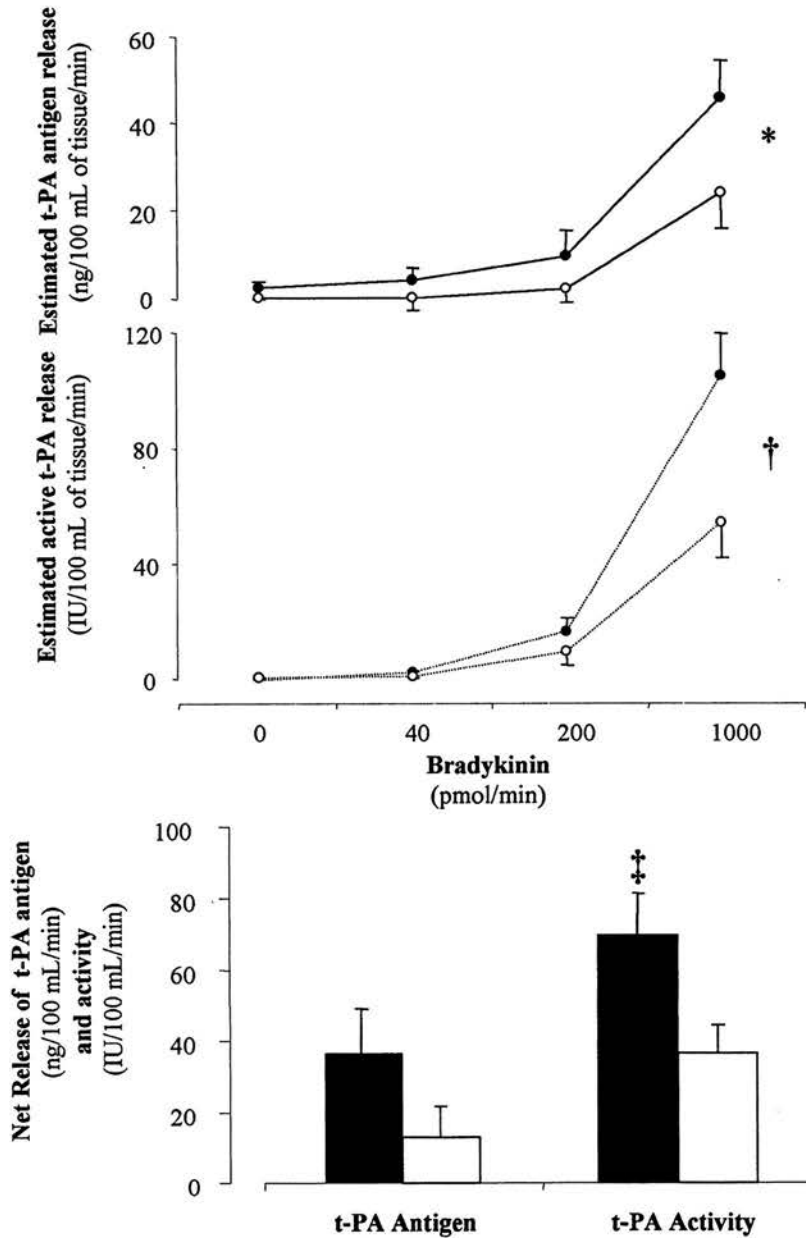 Estimated t-PA antigen release
(ng/100 mL of tissue/min)
60
40
20
0
*
Estimated active t-PA release
(IU/100 mL of tissue/min)
120
80
40
0
†
0 40 200 1000
Bradykinin
(pmol/min)
Net Release of t-PA antigen
(ng/100 mL/min)
and activity
(IU/100 mL/min)
100
80
60
40
20
0
‡
t-PA Antigen t-PA Activity